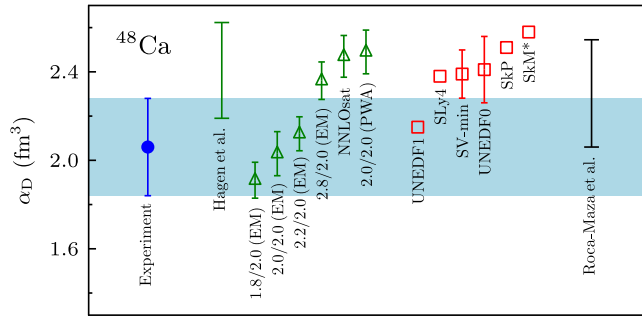 ⁴⁸Ca
α_D (fm³)
2.4
2.0
1.6
Experiment
Hagen et al.
1.8/2.0 (EM)
2.0/2.0 (EM)
2.2/2.0 (EM)
2.8/2.0 (EM)
NNLOsat
2.0/2.0 (PWA)
UNEDF1
SLy4
SV-min
UNEDF0
SkP
SkM*
Roca-Maza et al.